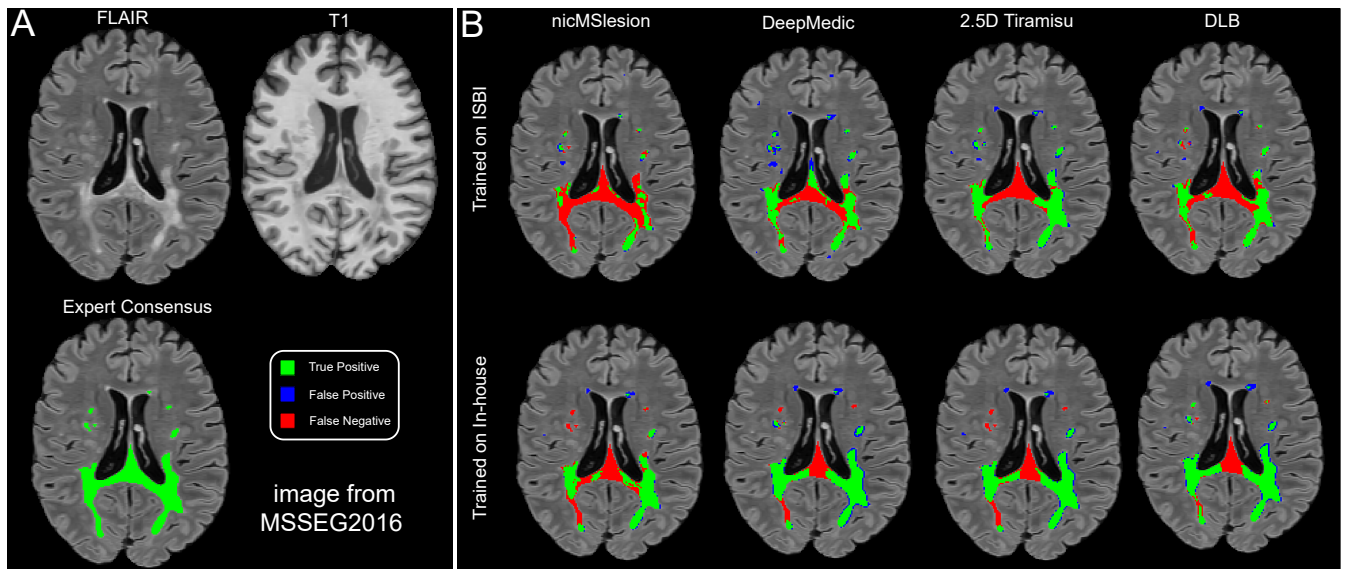 A
FLAIR
T1
Expert Consensus
True Positive
False Positive
False Negative
image from
MSSEG2016
B
nicMSlesion
DeepMedic
2.5D Tiramisu
DLB
Trained on ISBI
Trained on In-house